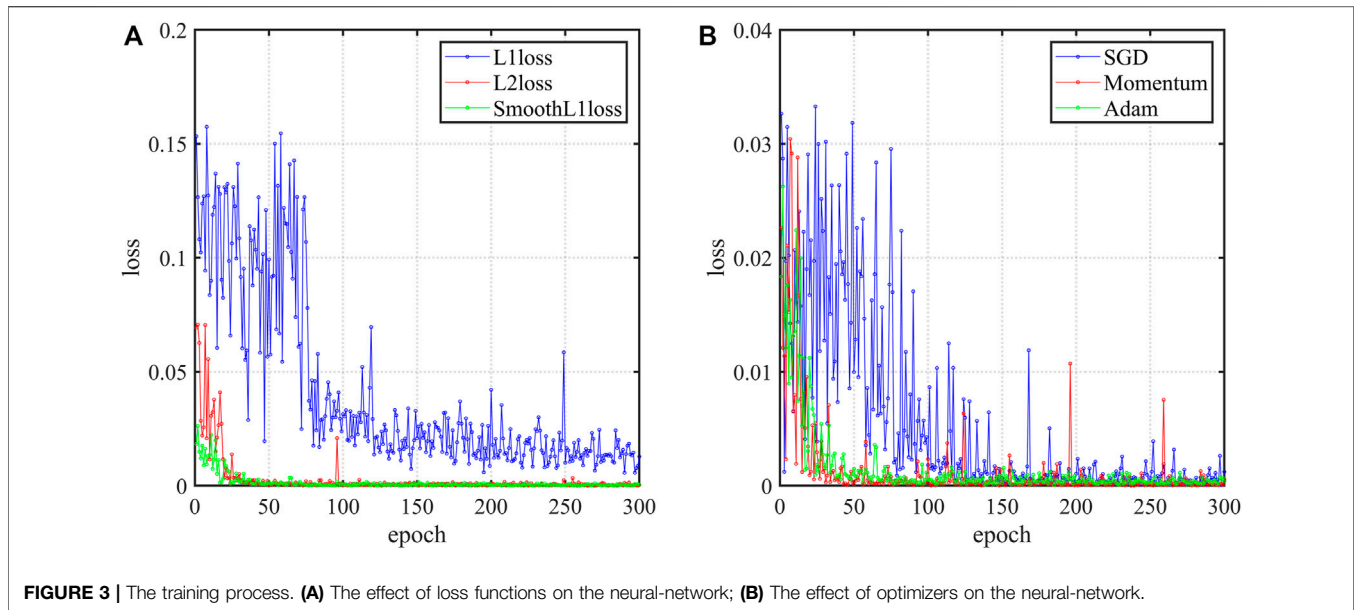 A
0.2
0.15
0.1
0.05
0
loss
0 50 100 150 200 250 300
epoch
L1loss
L2loss
SmoothL1loss
B
0.04
0.03
0.02
0.01
0
loss
0 50 100 150 200 250 300
epoch
SGD
Momentum
Adam
FIGURE 3 | The training process. (A) The effect of loss functions on the neural-network; (B) The effect of optimizers on the neural-network.